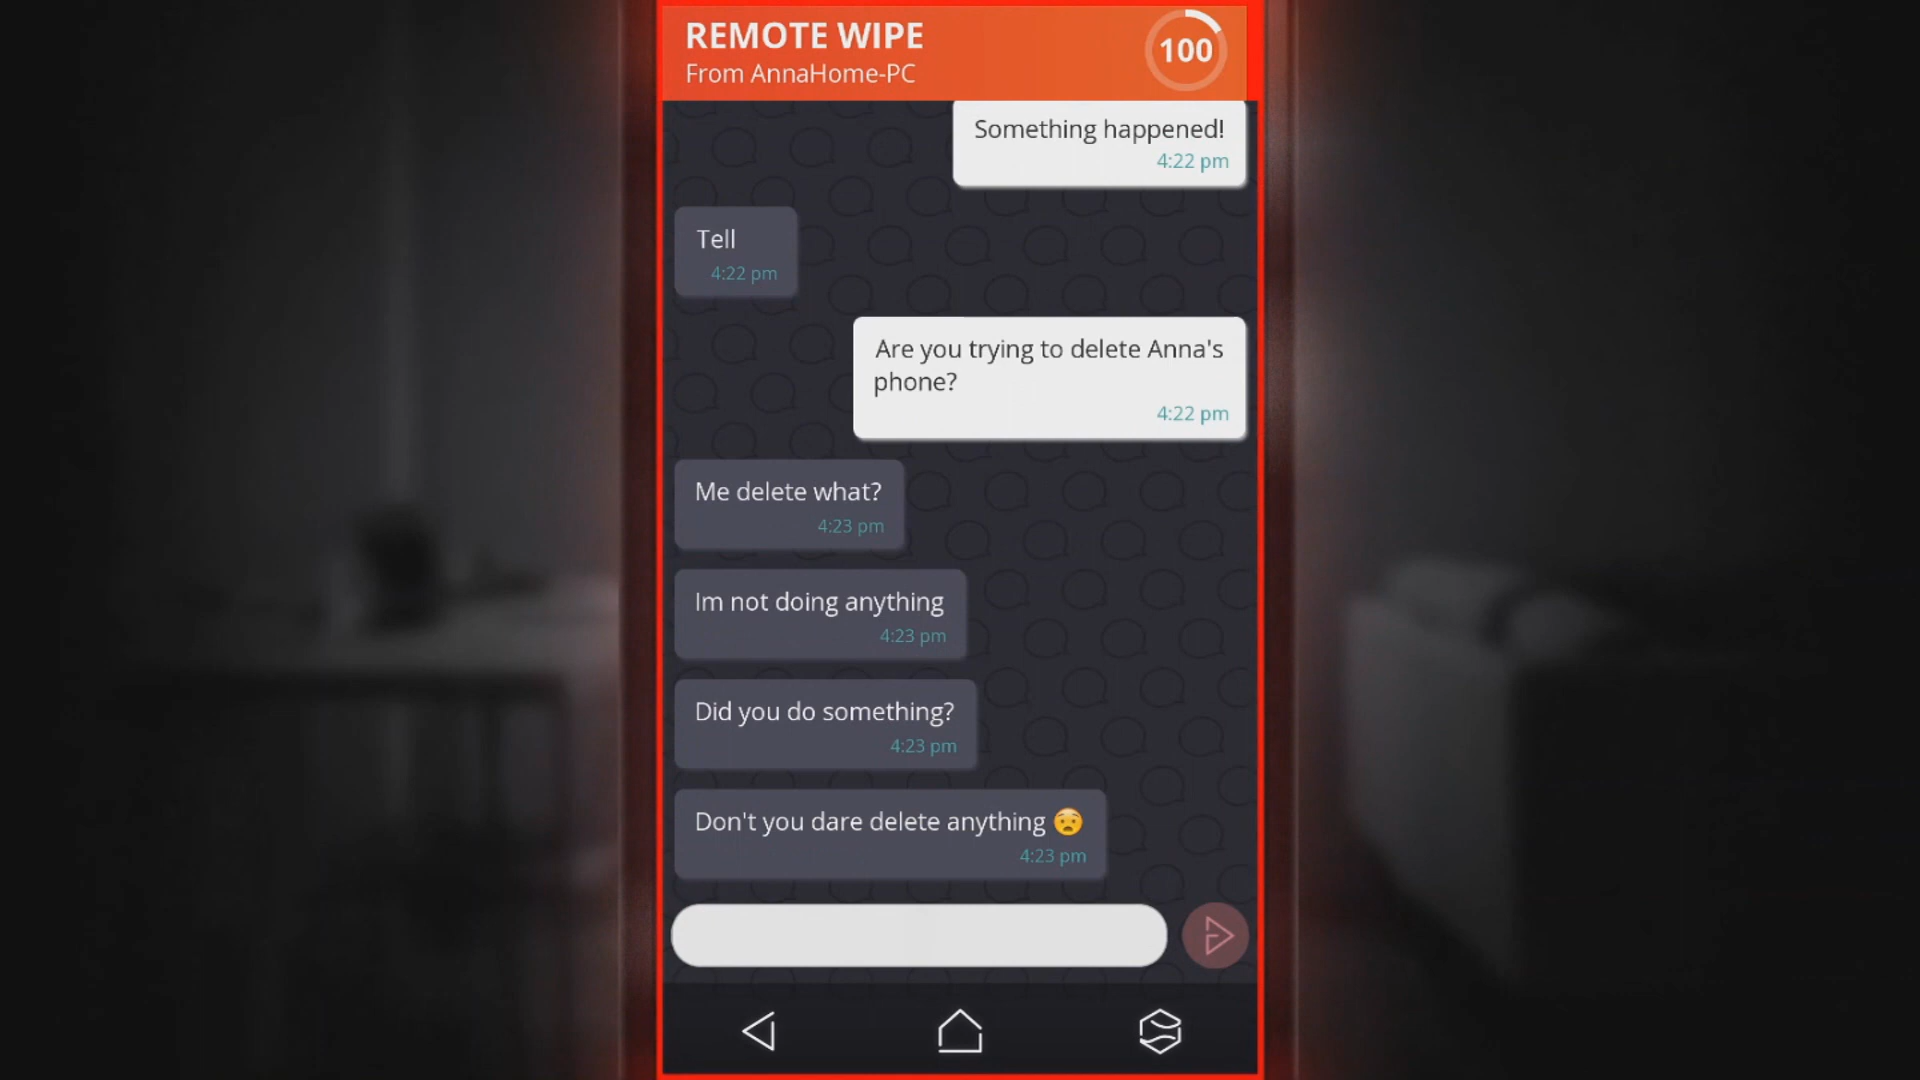 REMOTE WIPE
From AnnaHome-PC
100
Something happened!
4:22 pm
Tell
4:22 pm
Are you trying to delete Anna's
phone?
4:22 pm
Me delete what?
4:23 pm
Im not doing anything
4:23 pm
Did you do something?
4:23 pm
Don't you dare delete anything 😧
4:23 pm